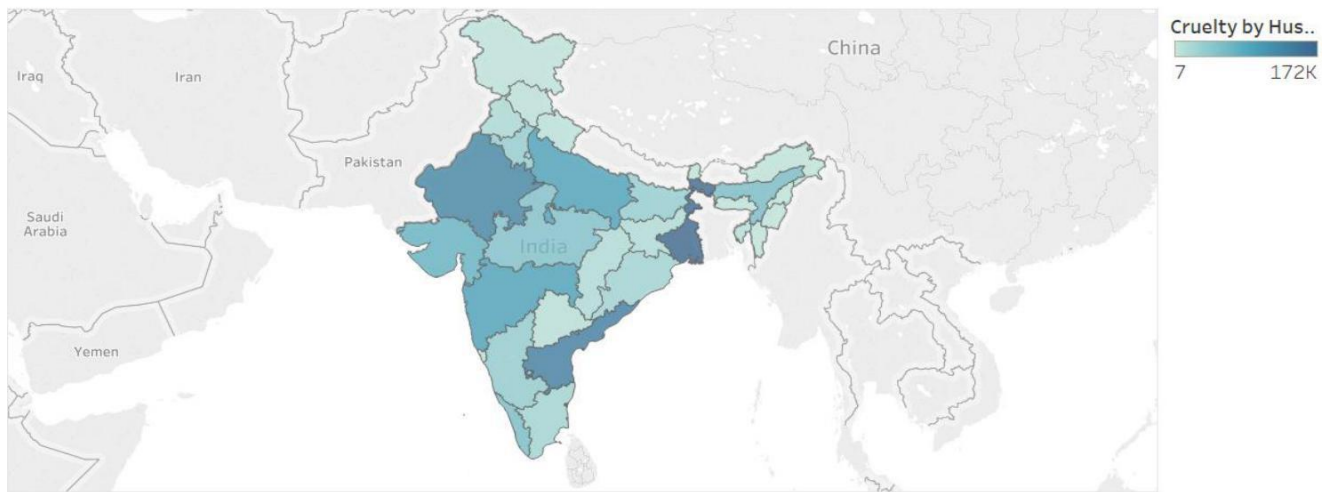 Cruelty by Hus..
7 172K
China
Iraq
Iran
Pakistan
Saudi
Arabia
India
Yemen